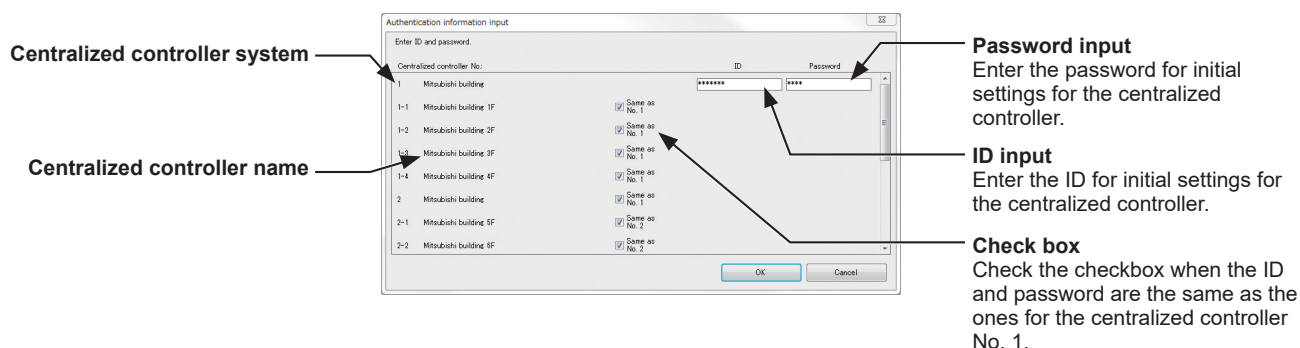 Authentication information input
Enter ID and password.
Centralized controller No.:
ID
Password
1 Mitsubishi building ******* ****
1-1 Mitsubishi building 1F Same as No. 1
1-2 Mitsubishi building 2F Same as No. 1
1-3 Mitsubishi building 3F Same as No. 1
1-4 Mitsubishi building 4F Same as No. 1
2 Mitsubishi building Same as No. 1
2-1 Mitsubishi building 5F Same as No. 2
2-2 Mitsubishi building 6F Same as No. 2
OK
Cancel
Centralized controller system
Centralized controller name
Password input
Enter the password for initial
settings for the centralized
controller.
ID input
Enter the ID for initial settings for
the centralized controller.
Check box
Check the checkbox when the ID
and password are the same as the
ones for the centralized controller
No. 1.